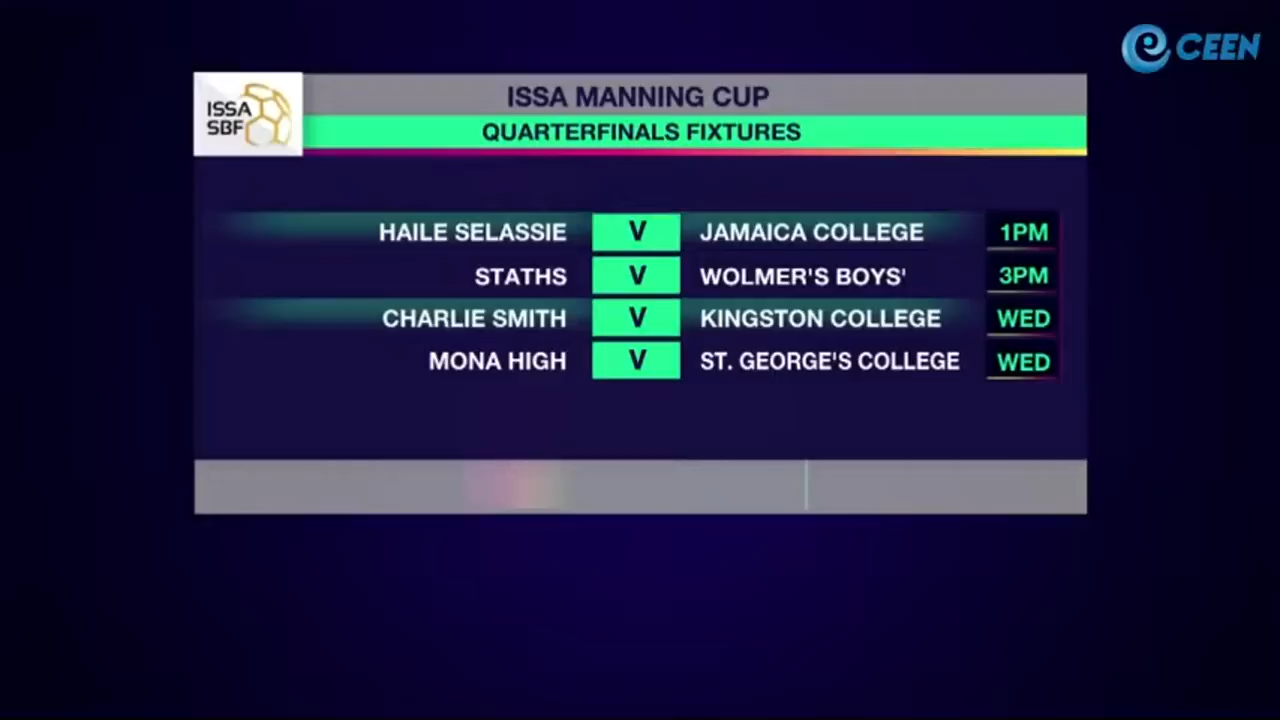 e CEEN
ISSA
SBF
ISSA MANNING CUP
QUARTERFINALS FIXTURES
HAILE SELASSIE V JAMAICA COLLEGE 1PM
STATHS V WOLMER'S BOYS' 3PM
CHARLIE SMITH V KINGSTON COLLEGE WED
MONA HIGH V ST. GEORGE'S COLLEGE WED